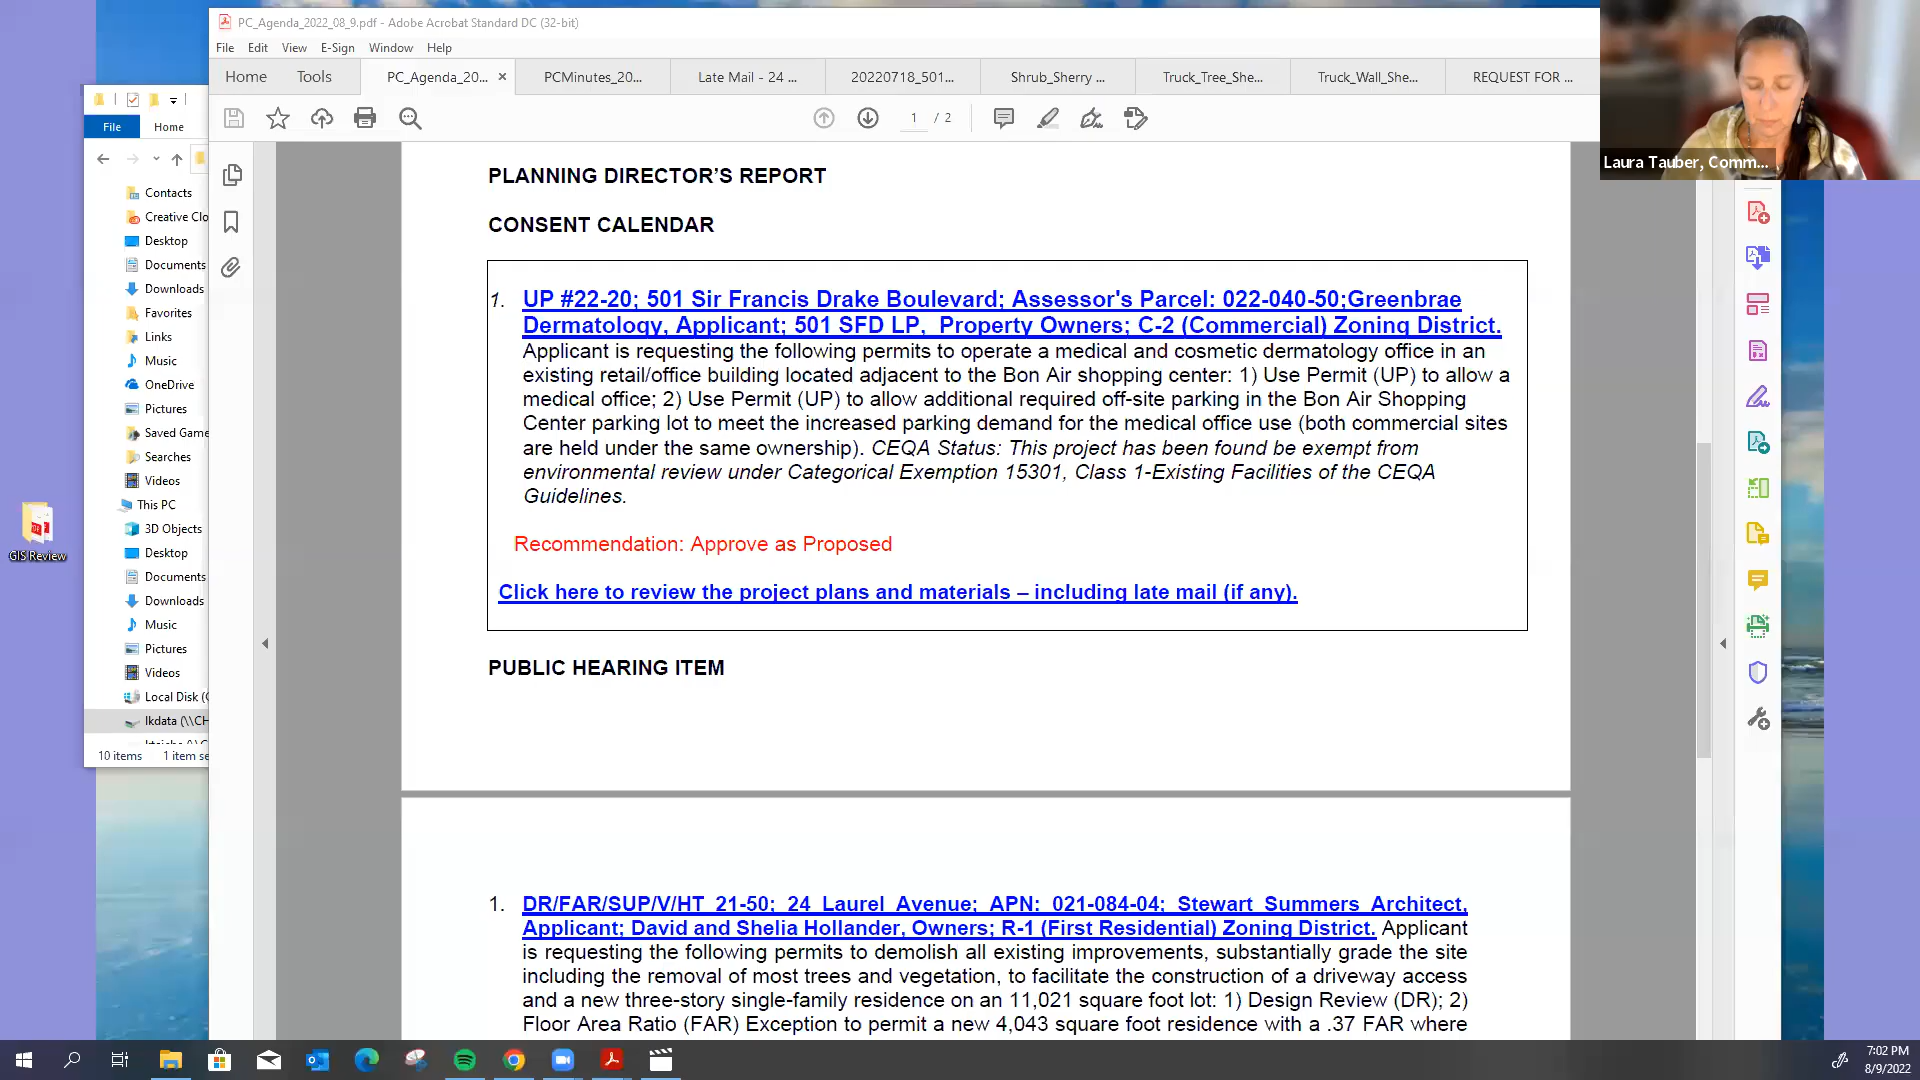 PC_Agenda_2022_08_9.pdf - Adobe Acrobat Standard DC (32-bit)
File Edit View E-Sign Window Help
Home Tools PC_Agenda_20... PCMinutes_20... Late Mail - 24 ... 20220718_501... Shrub_Sherry ... Truck_Tree_She... Truck_Wall_She... REQUEST FOR ...
1 / 2
Laura Tauber, Comm...
File Home
Contacts
Creative Clo
Desktop
Documents
Downloads
Favorites
Links
Music
OneDrive
Pictures
Saved Game
Searches
Videos
This PC
3D Objects
Desktop
Documents
Downloads
Music
Pictures
Videos
Local Disk (C
lkdata (\\CH
10 items 1 item se
GIS Review
PLANNING DIRECTOR'S REPORT
CONSENT CALENDAR
1. UP #22-20; 501 Sir Francis Drake Boulevard; Assessor's Parcel: 022-040-50;Greenbrae
Dermatology, Applicant; 501 SFD LP, Property Owners; C-2 (Commercial) Zoning District.
Applicant is requesting the following permits to operate a medical and cosmetic dermatology office in an
existing retail/office building located adjacent to the Bon Air shopping center: 1) Use Permit (UP) to allow a
medical office; 2) Use Permit (UP) to allow additional required off-site parking in the Bon Air Shopping
Center parking lot to meet the increased parking demand for the medical office use (both commercial sites
are held under the same ownership). CEQA Status: This project has been found be exempt from
environmental review under Categorical Exemption 15301, Class 1-Existing Facilities of the CEQA
Guidelines.
Recommendation: Approve as Proposed
Click here to review the project plans and materials – including late mail (if any).
PUBLIC HEARING ITEM
1. DR/FAR/SUP/V/HT 21-50; 24 Laurel Avenue; APN: 021-084-04; Stewart Summers Architect,
Applicant; David and Shelia Hollander, Owners; R-1 (First Residential) Zoning District. Applicant
is requesting the following permits to demolish all existing improvements, substantially grade the site
including the removal of most trees and vegetation, to facilitate the construction of a driveway access
and a new three-story single-family residence on an 11,021 square foot lot: 1) Design Review (DR); 2)
Floor Area Ratio (FAR) Exception to permit a new 4,043 square foot residence with a .37 FAR where
7:02 PM
8/9/2022